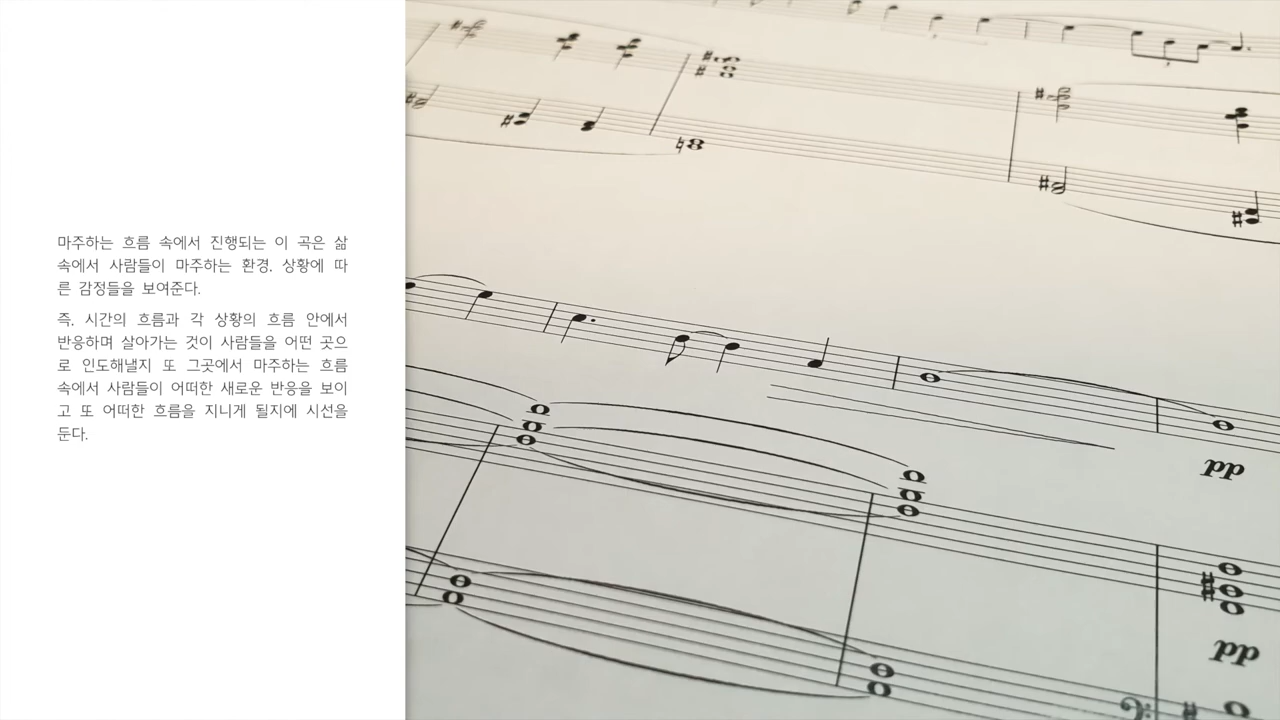 마주하는 흐름 속에서 진행되는 이 곡은 삶
속에서 사람들이 마주하는 환경, 상황에 따
른 감정들을 보여준다.
즉, 시간의 흐름과 각 상황의 흐름 안에서
반응하며 살아가는 것이 사람들을 어떤 곳으
로 인도해낼지 또 그곳에서 마주하는 흐름
속에서 사람들이 어떠한 새로운 반응을 보이
고 또 어떠한 흐름을 지니게 될지에 시선을
둔다.
pp
pp